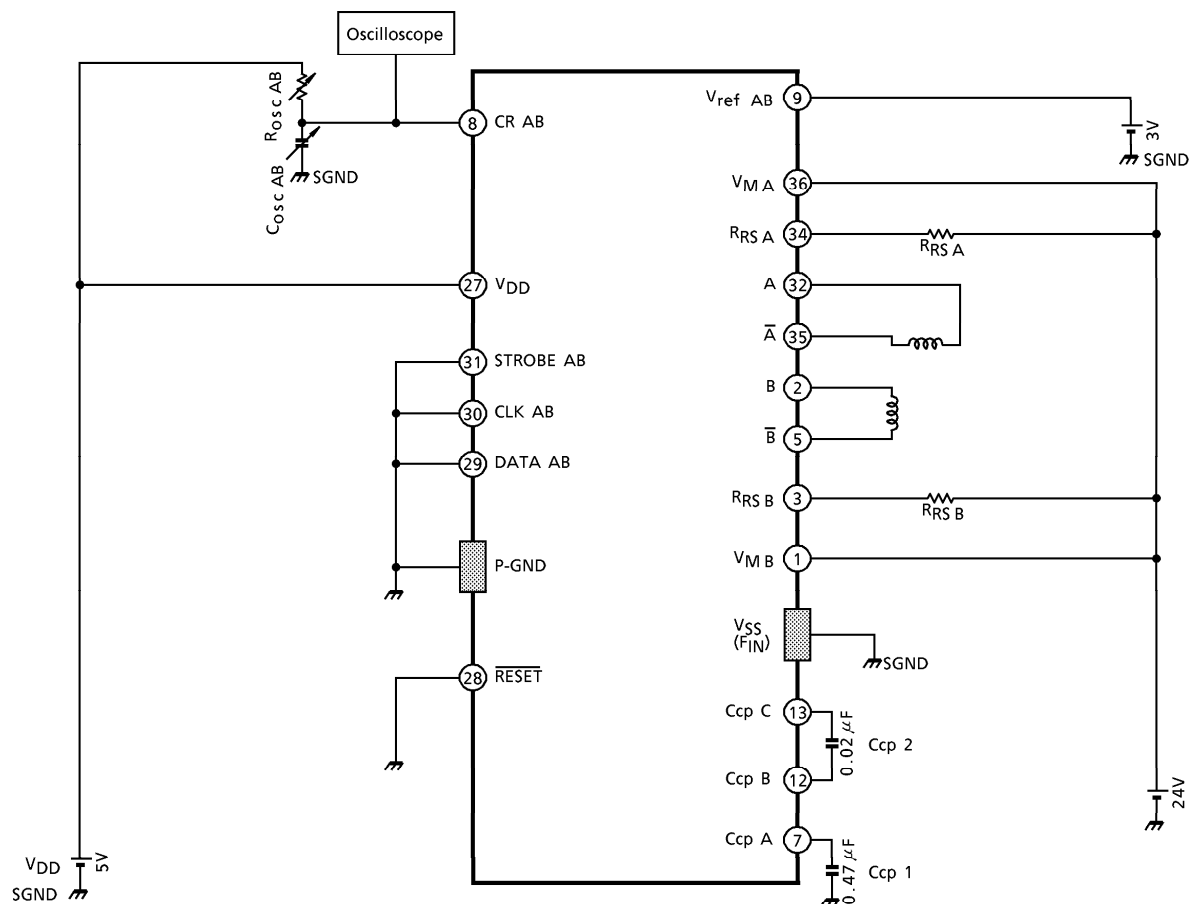 Oscilloscope
Rosc AB
Cosc AB
SGND
8 CR AB
27 VDD
31 STROBE AB
30 CLK AB
29 DATA AB
P-GND
28 RESET
VDD 5V
SGND
Vref AB 9
3V
SGND
VM A 36
RRS A 34
RRS A
A 32
A 35
B 2
B 5
RRS B 3
RRS B
VM B 1
VSS
(FIN)
SGND
Ccp C 13
0.02 μF
Ccp 2
Ccp B 12
24V
Ccp A 7
0.47 μF
Ccp 1